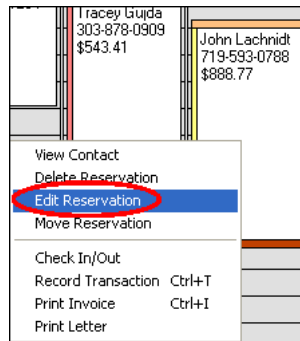 Tracey Gujda
303-878-0909
$543.41
John Lachnidt
719-593-0788
$888.77
View Contact
Delete Reservation
Edit Reservation
Move Reservation
Check In/Out
Record Transaction Ctrl+T
Print Invoice Ctrl+I
Print Letter